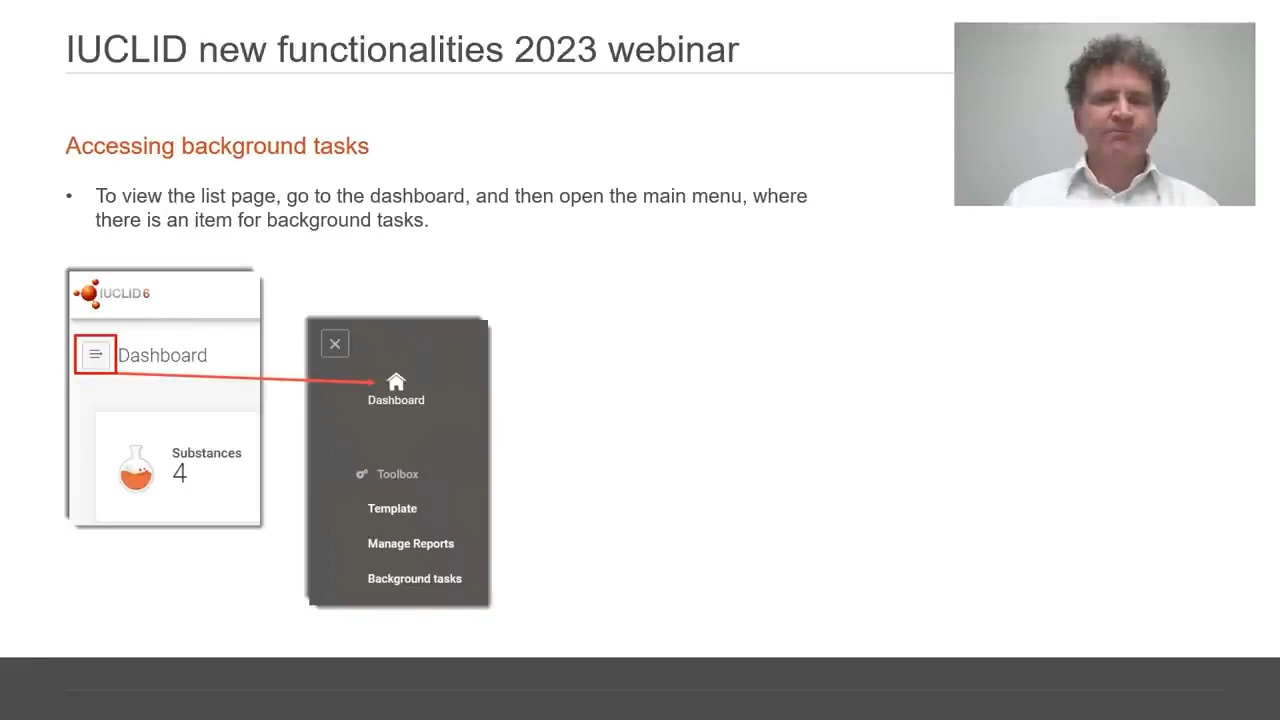 IUCLID new functionalities 2023 webinar
Accessing background tasks
• To view the list page, go to the dashboard, and then open the main menu, where
there is an item for background tasks.
IUCLID 6
Dashboard
Substances
4
Dashboard
Toolbox
Template
Manage Reports
Background tasks